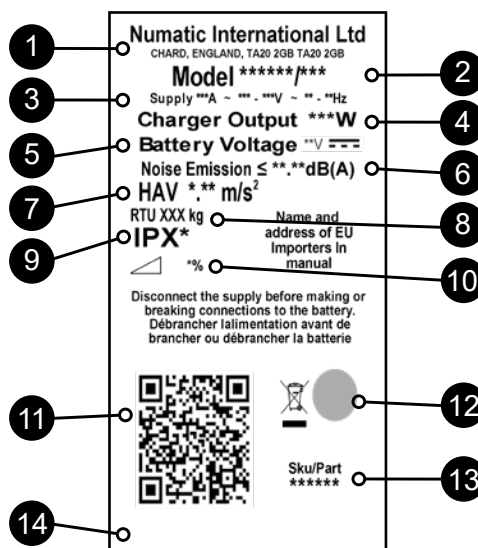 Numatic International Ltd
CHARD, ENGLAND, TA20 2GB TA20 2GB
1
Model ******/***
2
3
Supply ***A ~ *** - ***V ~ ** - **Hz
Charger Output ***W
4
5
Battery Voltage **V
Noise Emission ≤ **.**dB(A)
6
7
HAV *.** m/s²
RTU XXX kg
8
9
IPX*
Name and
address of EU
Importers In
manual
*%
10
Disconnect the supply before making or
breaking connections to the battery.
Débrancher lalimentation avant de
brancher ou débrancher la batterie
11
12
Sku/Part
******
13
14